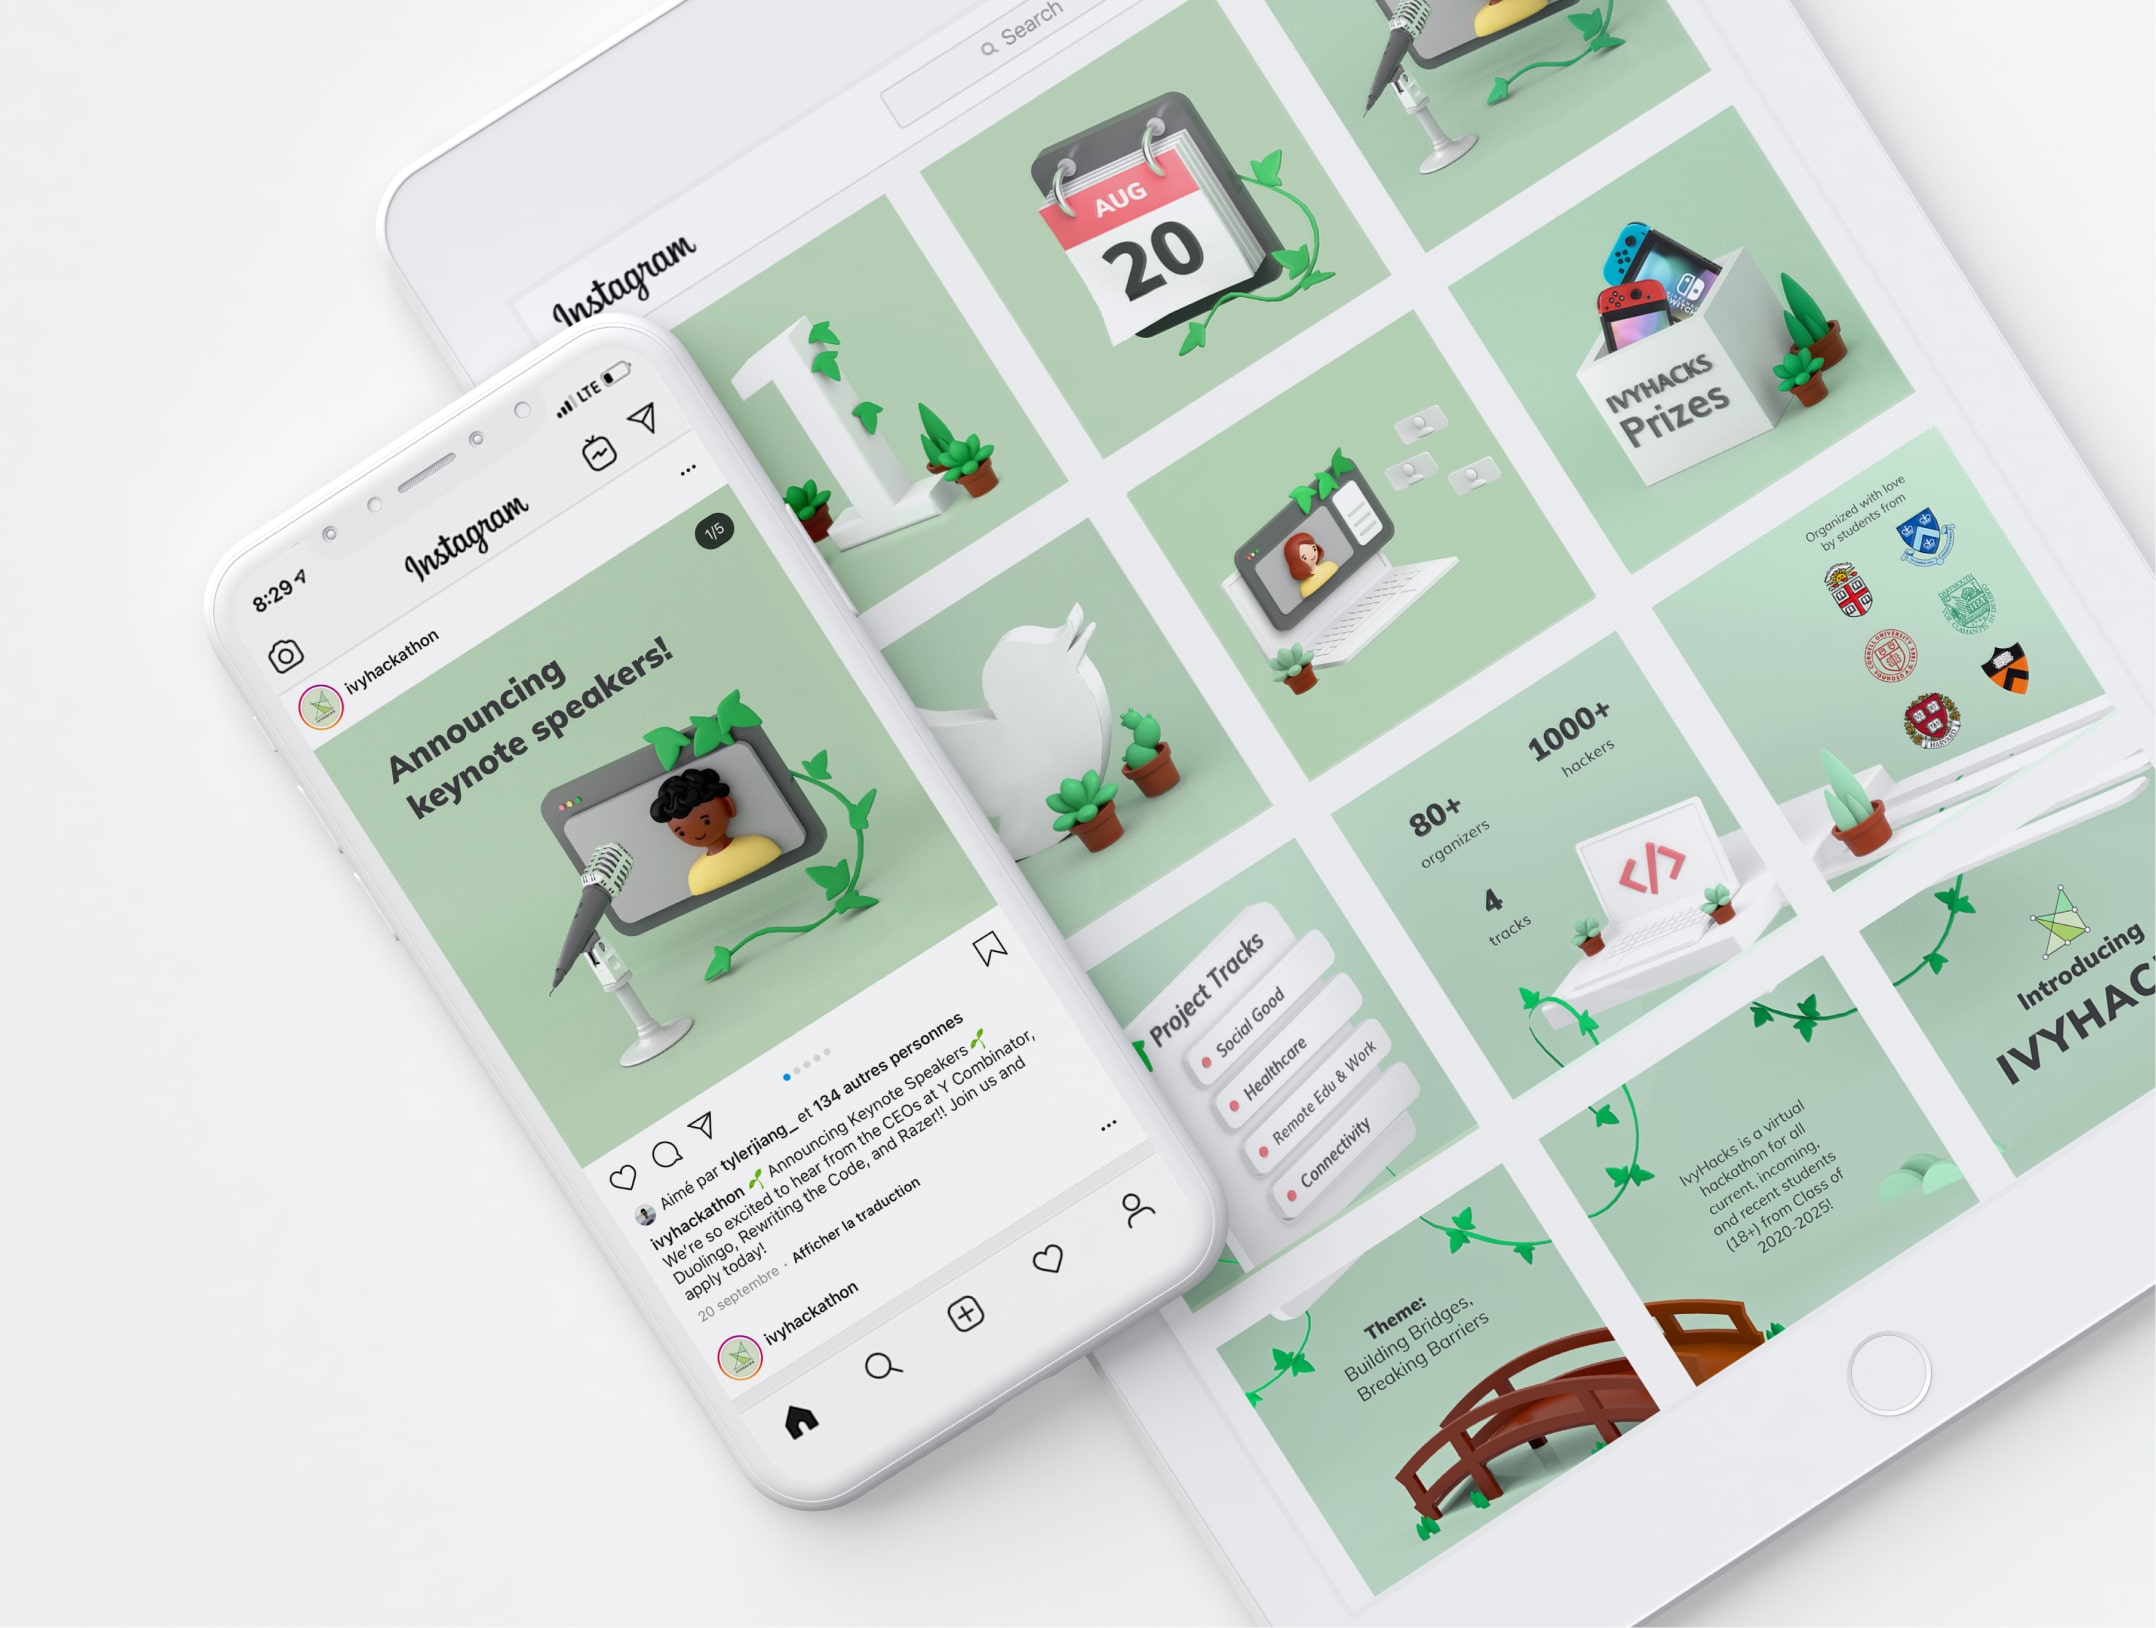 8:29
LTE
Instagram
ivyhackathon
1/5
Announcing
keynote speakers!
Aimé par tylerjiang_ et 134 autres personnes
ivyhackathon 🌱 Announcing Keynote Speakers 🌱
We're so excited to hear from the CEOs at Y Combinator,
Duolingo, Rewriting the Code, and Razer!! Join us and
apply today!
20 septembre · Afficher la traduction
ivyhackathon
Instagram
Search
1
AUG
20
IVYHACKS
Prizes
Organized with love
by students from
CORNELL UNIVERSITY
HARVARD
1000+
hackers
80+
organizers
4
tracks
</>
Project Tracks
Social Good
Healthcare
Remote Edu & Work
Connectivity
Introducing
IvyHacks is a virtual
hackathon for all
current, incoming,
and recent students
(18+) from Class of
2020-2025!
Theme:
Building Bridges,
Breaking Barriers